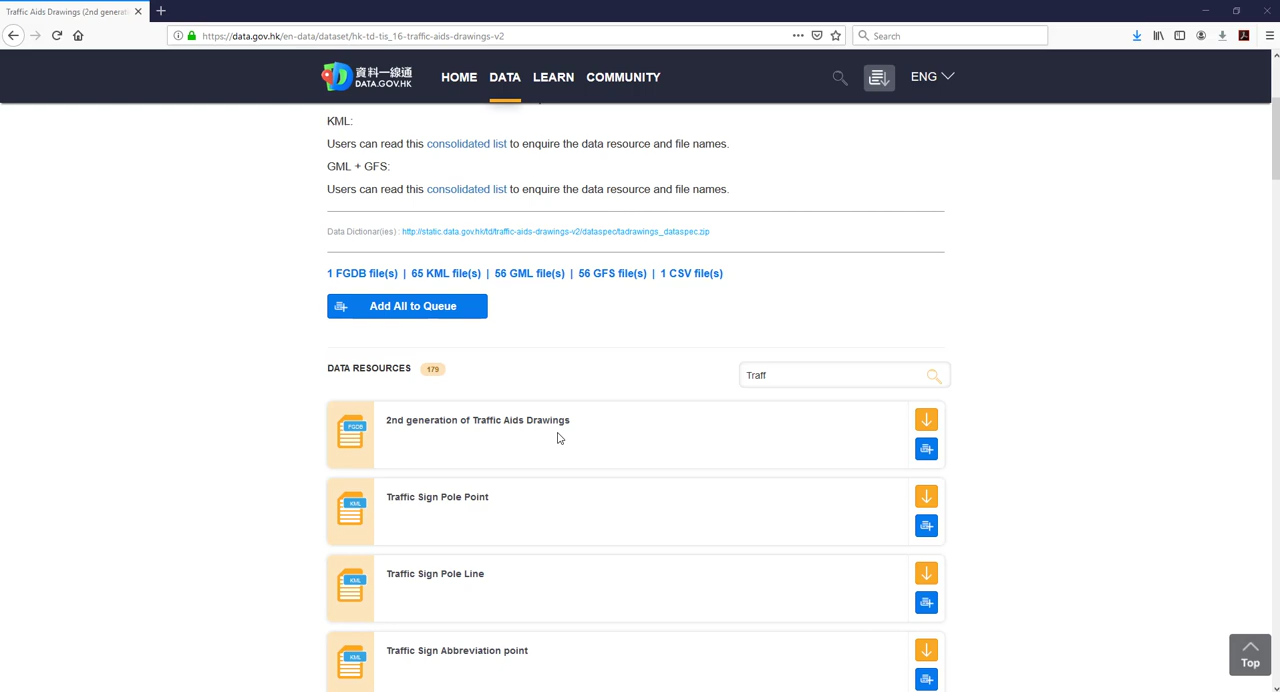 Traffic Aids Drawings (2nd genera
https://data.gov.hk/en-data/dataset/hk-td-tis_16-traffic-aids-drawings-v2
Search
資料一線通
DATA.GOV.HK
HOME
DATA
LEARN
COMMUNITY
ENG
KML:
Users can read this consolidated list to enquire the data resource and file names.
GML + GFS:
Users can read this consolidated list to enquire the data resource and file names.
Data Dictionar(ies) : http://static.data.gov.hk/td/traffic-aids-drawings-v2/dataspec/tadrawings_dataspec.zip
1 FGDB file(s) | 65 KML file(s) | 56 GML file(s) | 56 GFS file(s) | 1 CSV file(s)
Add All to Queue
DATA RESOURCES 179
Traff
FGDB
2nd generation of Traffic Aids Drawings
KML
Traffic Sign Pole Point
KML
Traffic Sign Pole Line
KML
Traffic Sign Abbreviation point
Top